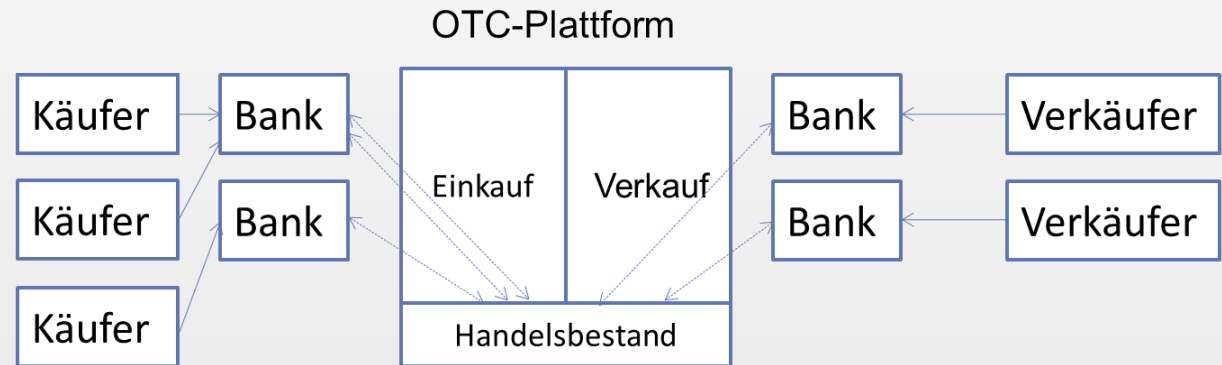 OTC-Plattform
Käufer
Bank
Bank
Verkäufer
Einkauf
Verkauf
Käufer
Bank
Bank
Verkäufer
Käufer
Handelsbestand